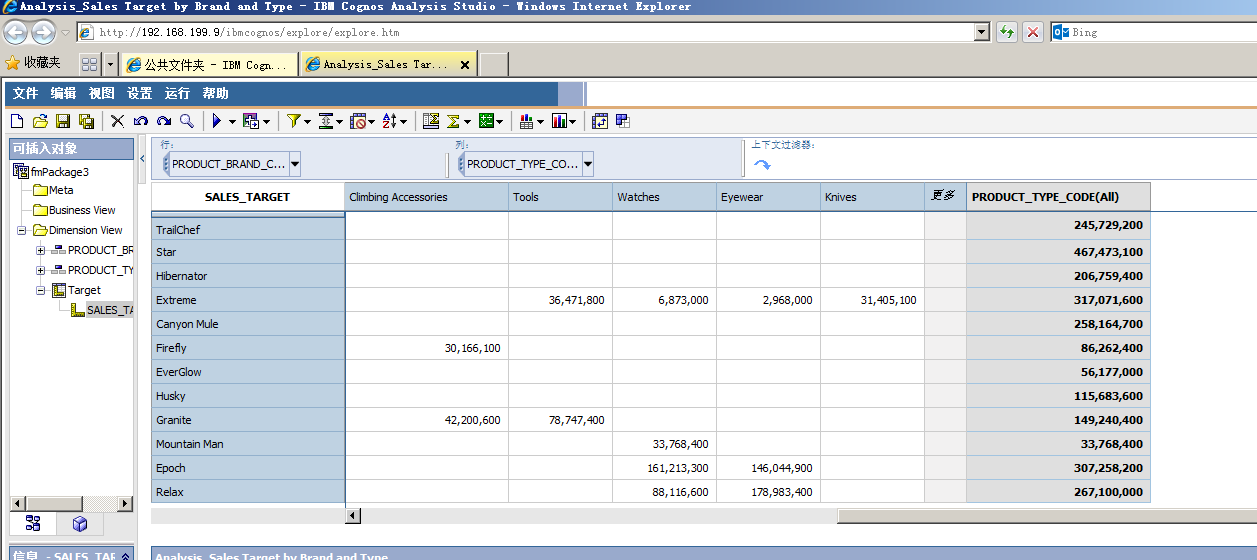 Analysis_Sales Target by Brand and Type - IBM Cognos Analysis Studio - Windows Internet Explorer
http://192.168.199.9/ibmcognos/explore/explore.htm
Bing
收藏夹
公共文件夹 - IBM Cogn...
Analysis_Sales Tar...
文件 编辑 视图 设置 运行 帮助
可插入对象
fmPackage3
Meta
Business View
Dimension View
PRODUCT_BR
PRODUCT_TY
Target
SALES_TA
行:
PRODUCT_BRAND_C...
列:
PRODUCT_TYPE_CO...
上下文过滤器:
SALES_TARGET Climbing Accessories Tools Watches Eyewear Knives 更多 PRODUCT_TYPE_CODE(All)
TrailChef 245,729,200
Star 467,473,100
Hibernator 206,759,400
Extreme 36,471,800 6,873,000 2,968,000 31,405,100 317,071,600
Canyon Mule 258,164,700
Firefly 30,166,100 86,262,400
EverGlow 56,177,000
Husky 115,683,600
Granite 42,200,600 78,747,400 149,240,400
Mountain Man 33,768,400 33,768,400
Epoch 161,213,300 146,044,900 307,258,200
Relax 88,116,600 178,983,400 267,100,000
信息 - SALES_TAR
Analysis_Sales Target by Brand and Type